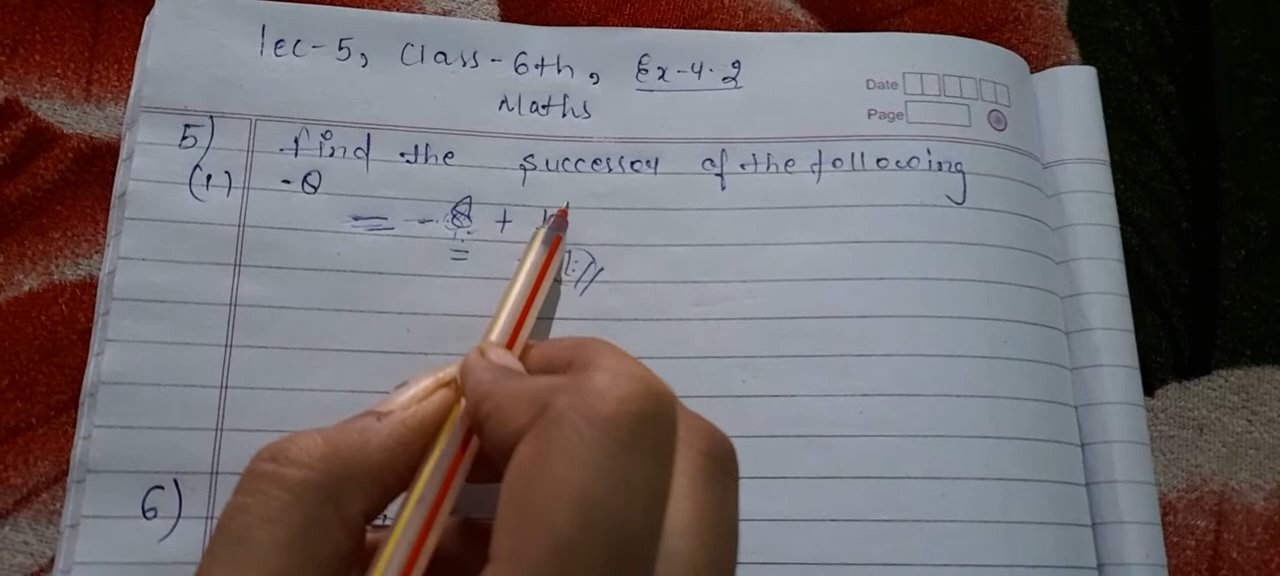 lec-5, Class-6th, Ex-4.2
Maths
Date
Page
5) find the successor of the following
(1) -8
= -8 +
=
6)